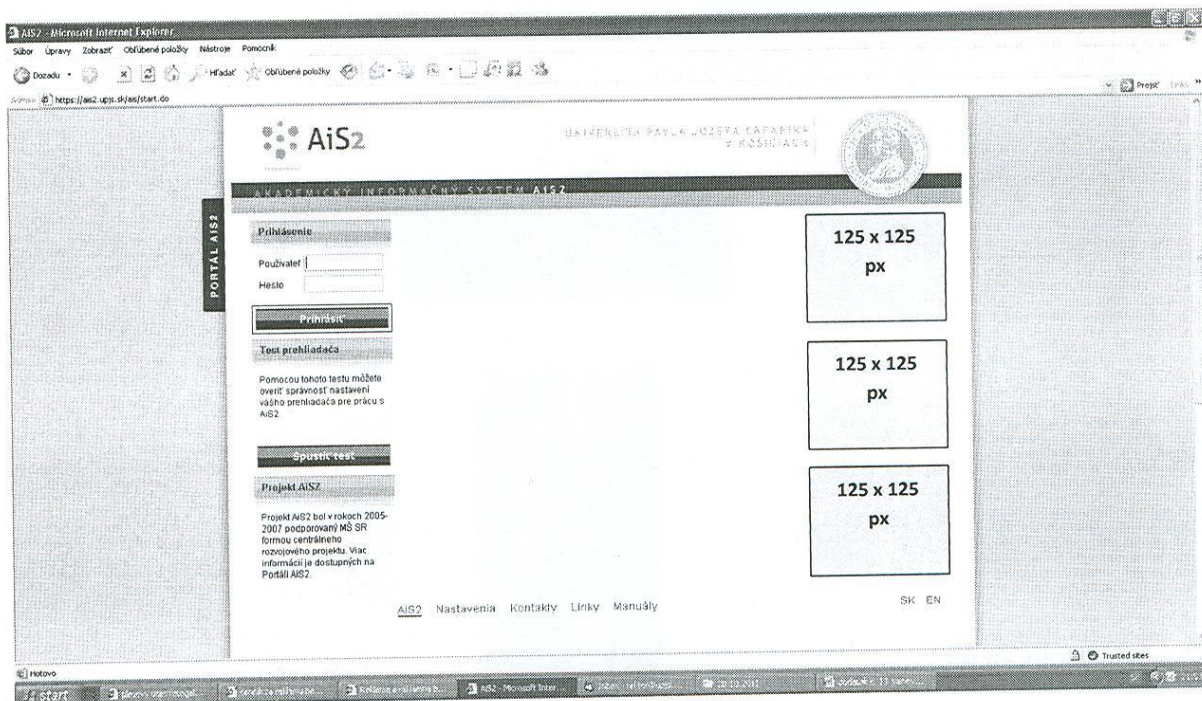 AIS2 - Microsoft Internet Explorer
Súbor Úpravy Zobraziť Obľúbené položky Nástroje Pomocník
Dozadu Hľadať Obľúbené položky
https://ais2.upjs.sk/ais/start.do Prejsť
AiS2
UNIVERZITA PAVLA JOZEFA ŠAFÁRIKA
V KOŠICIACH
AKADEMICKÝ INFORMAČNÝ SYSTÉM AIS2
PORTÁL AIS2
Prihlásenie
Používateľ
Heslo
Prihlásiť
Test prehliadača
Pomocou tohoto testu môžete
overiť správnosť nastavení
vášho prehliadača pre prácu s
AiS2
Spustiť test
Projekt AiS2
Projekt AiS2 bol v rokoch 2005-
2007 podporovaný MŠ SR
formou centrálneho
rozvojového projektu. Viac
informácií je dostupných na
Portáli AIS2.
125 x 125
px
125 x 125
px
125 x 125
px
AiS2 Nastavenia Kontakty Linky Manuály
SK EN
Hotovo Trusted sites
start
AIS2 - Microsoft Inter...